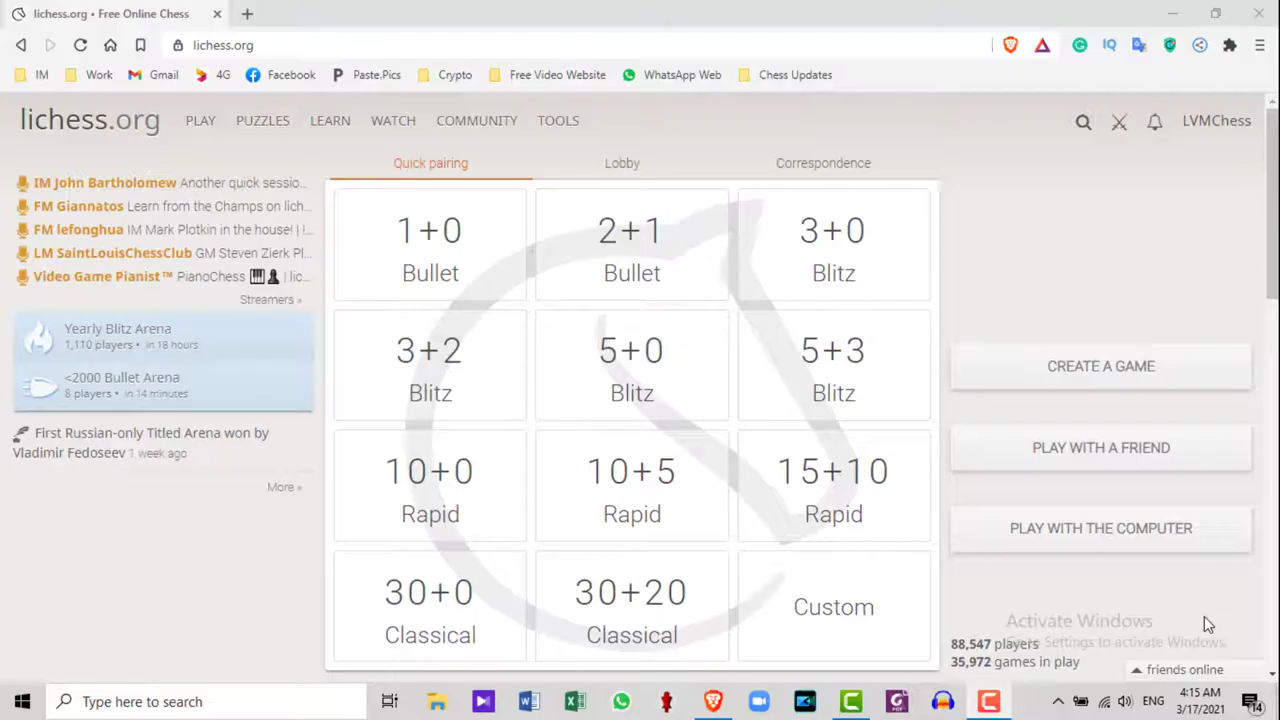 lichess.org • Free Online Chess
lichess.org
IM
Work
Gmail
4G
Facebook
Paste.Pics
Crypto
Free Video Website
WhatsApp Web
Chess Updates
lichess.org
PLAY
PUZZLES
LEARN
WATCH
COMMUNITY
TOOLS
LVMChess
Quick pairing
Lobby
Correspondence
IM John Bartholomew Another quick sessio...
FM Giannatos Learn from the Champs on lich...
FM lefonghua IM Mark Plotkin in the house! | !...
LM SaintLouisChessClub GM Steven Zierk Pl...
Video Game Pianist™ PianoChess | lic...
Streamers »
Yearly Blitz Arena
1,110 players • in 18 hours
<2000 Bullet Arena
8 players • in 14 minutes
First Russian-only Titled Arena won by
Vladimir Fedoseev 1 week ago
More »
1+0
Bullet
2+1
Bullet
3+0
Blitz
3+2
Blitz
5+0
Blitz
5+3
Blitz
10+0
Rapid
10+5
Rapid
15+10
Rapid
30+0
Classical
30+20
Classical
Custom
CREATE A GAME
PLAY WITH A FRIEND
PLAY WITH THE COMPUTER
Activate Windows
Go to Settings to activate Windows.
88,547 players
35,972 games in play
friends online
Type here to search
ENG
4:15 AM
3/17/2021
14